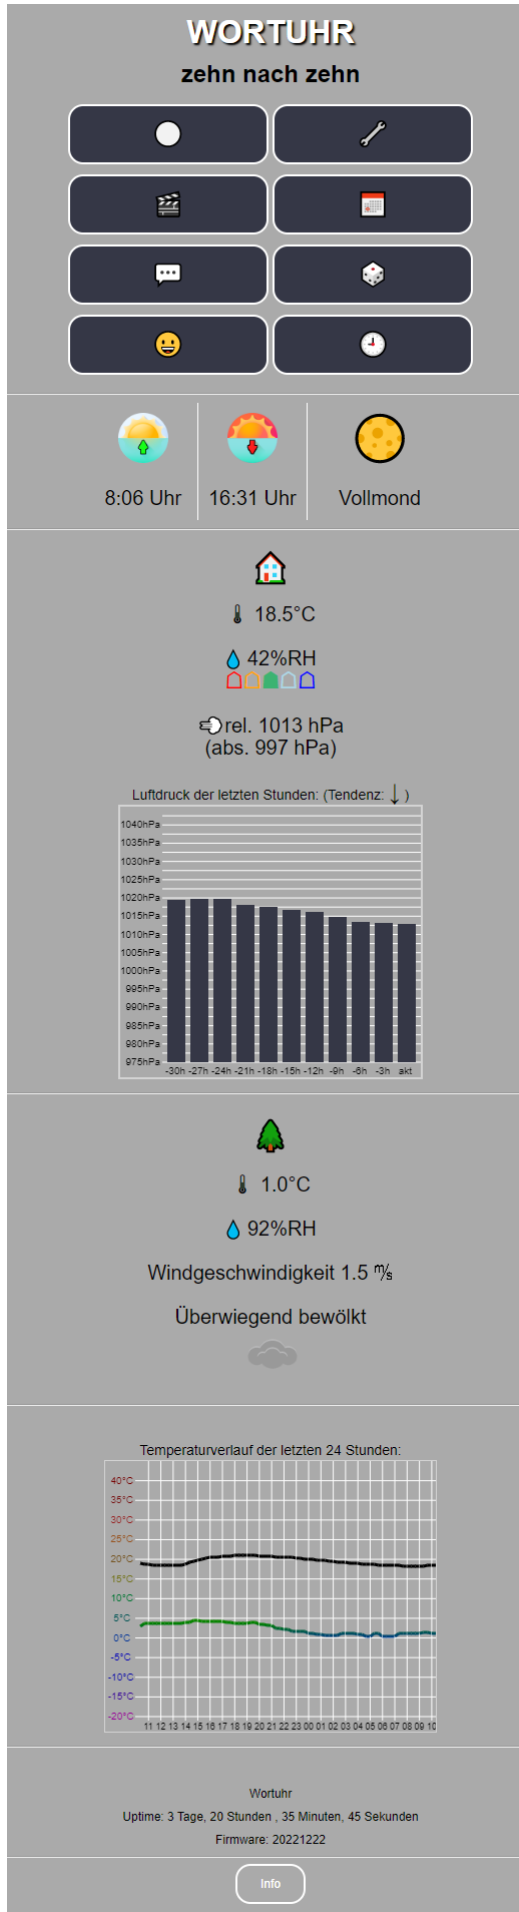 WORTUHR
zehn nach zehn
8:06 Uhr
16:31 Uhr
Vollmond
18.5°C
42%RH
rel. 1013 hPa
(abs. 997 hPa)
Luftdruck der letzten Stunden: (Tendenz: ↓ )
1040hPa
1035hPa
1030hPa
1025hPa
1020hPa
1015hPa
1010hPa
1005hPa
1000hPa
995hPa
990hPa
985hPa
980hPa
975hPa
-30h -27h -24h -21h -18h -15h -12h -9h -6h -3h akt
1.0°C
92%RH
Windgeschwindigkeit 1.5 m/s
Überwiegend bewölkt
Temperaturverlauf der letzten 24 Stunden:
40°C
35°C
30°C
25°C
20°C
15°C
10°C
5°C
0°C
-5°C
-10°C
-15°C
-20°C
11 12 13 14 15 16 17 18 19 20 21 22 23 00 01 02 03 04 05 06 07 08 09 10
Wortuhr
Uptime: 3 Tage, 20 Stunden , 35 Minuten, 45 Sekunden
Firmware: 20221222
Info